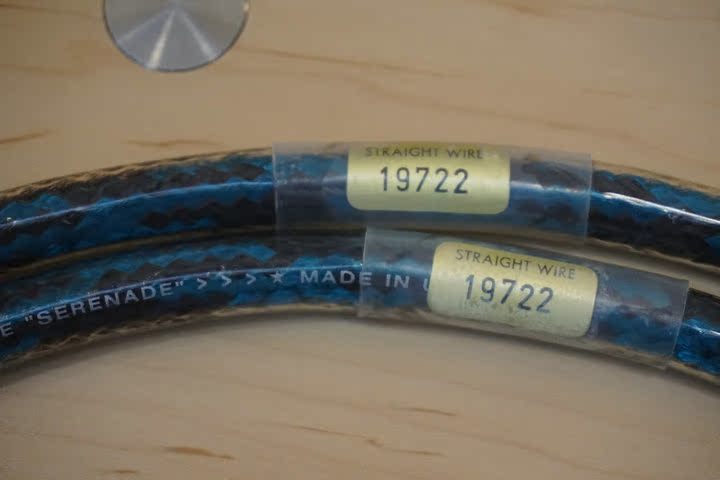 STRAIGHT WIRE
19722
STRAIGHT WIRE
19722
E "SERENADE" > > > ★ MADE IN U